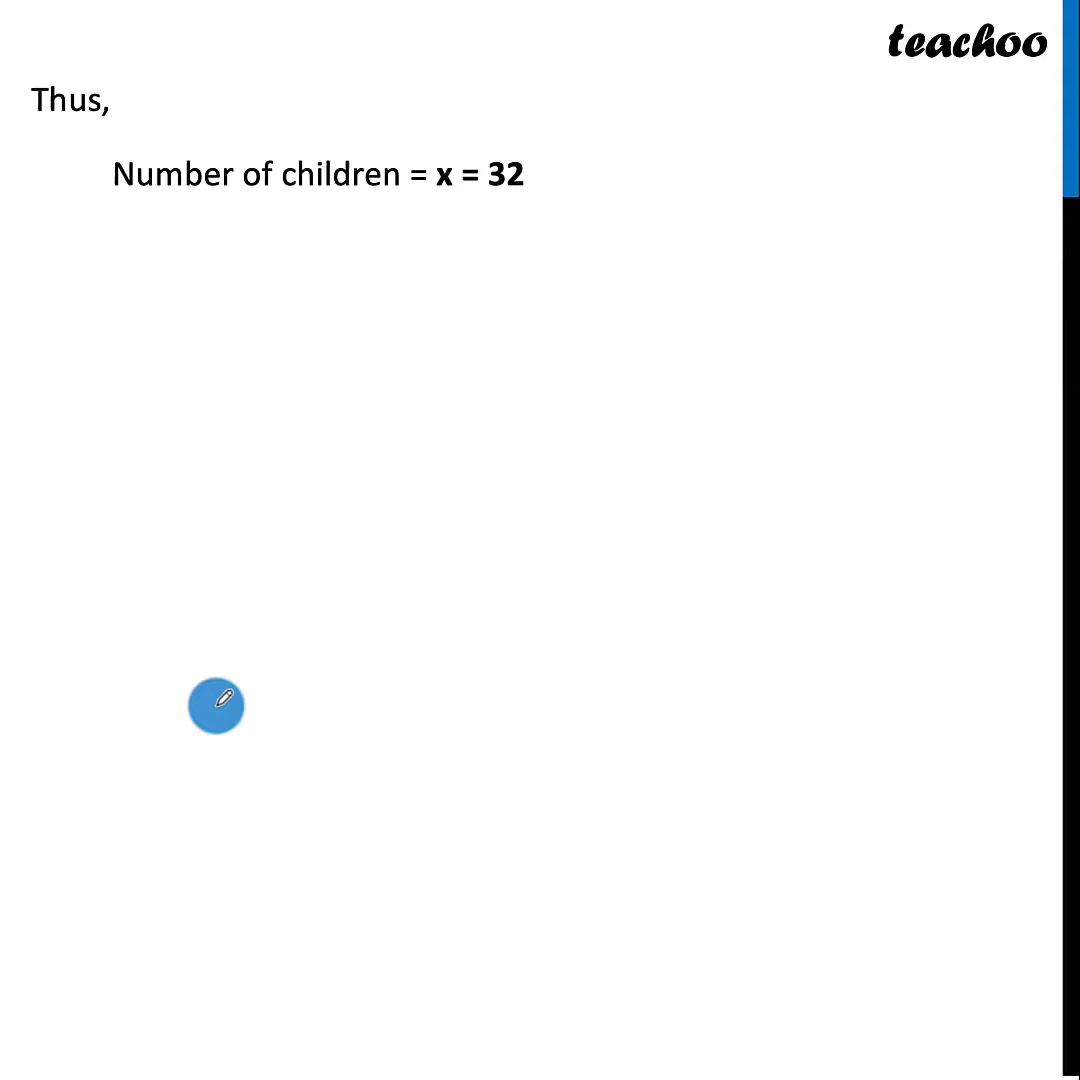 teachoo
Thus,
Number of children = x = 32